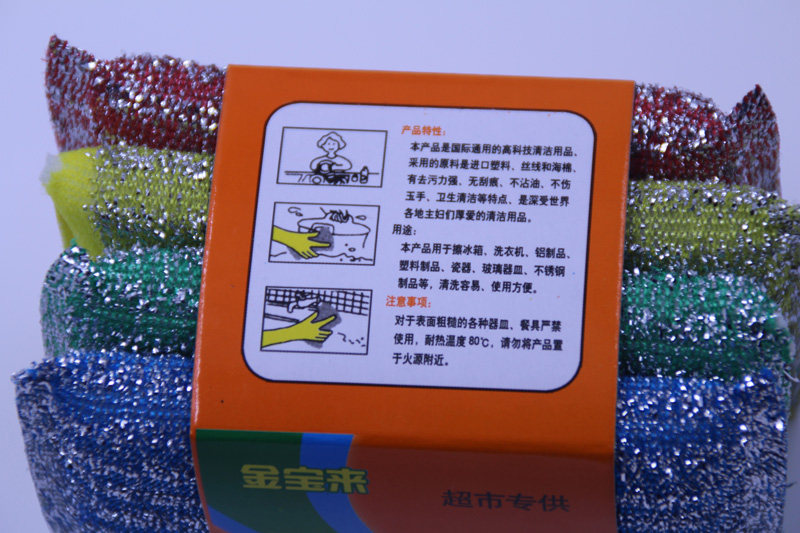 产品特性：
本产品是国际通用的高科技清洁用品、
采用的原料是进口塑料、丝线和海棉、
有去污力强、无刮痕、不沾油、不伤
玉手、卫生清洁等特点、是深受世界
各地主妇们厚爱的清洁用品。
用途：
本产品用于擦冰箱、洗衣机、铝制品、
塑料制品、瓷器、玻璃器皿、不锈钢
制品等，清洗容易、使用方便。
注意事项：
对于表面粗糙的各种器皿、餐具严禁
使用，耐热温度80℃，请勿将产品置
于火源附近。
金宝来
超市专供